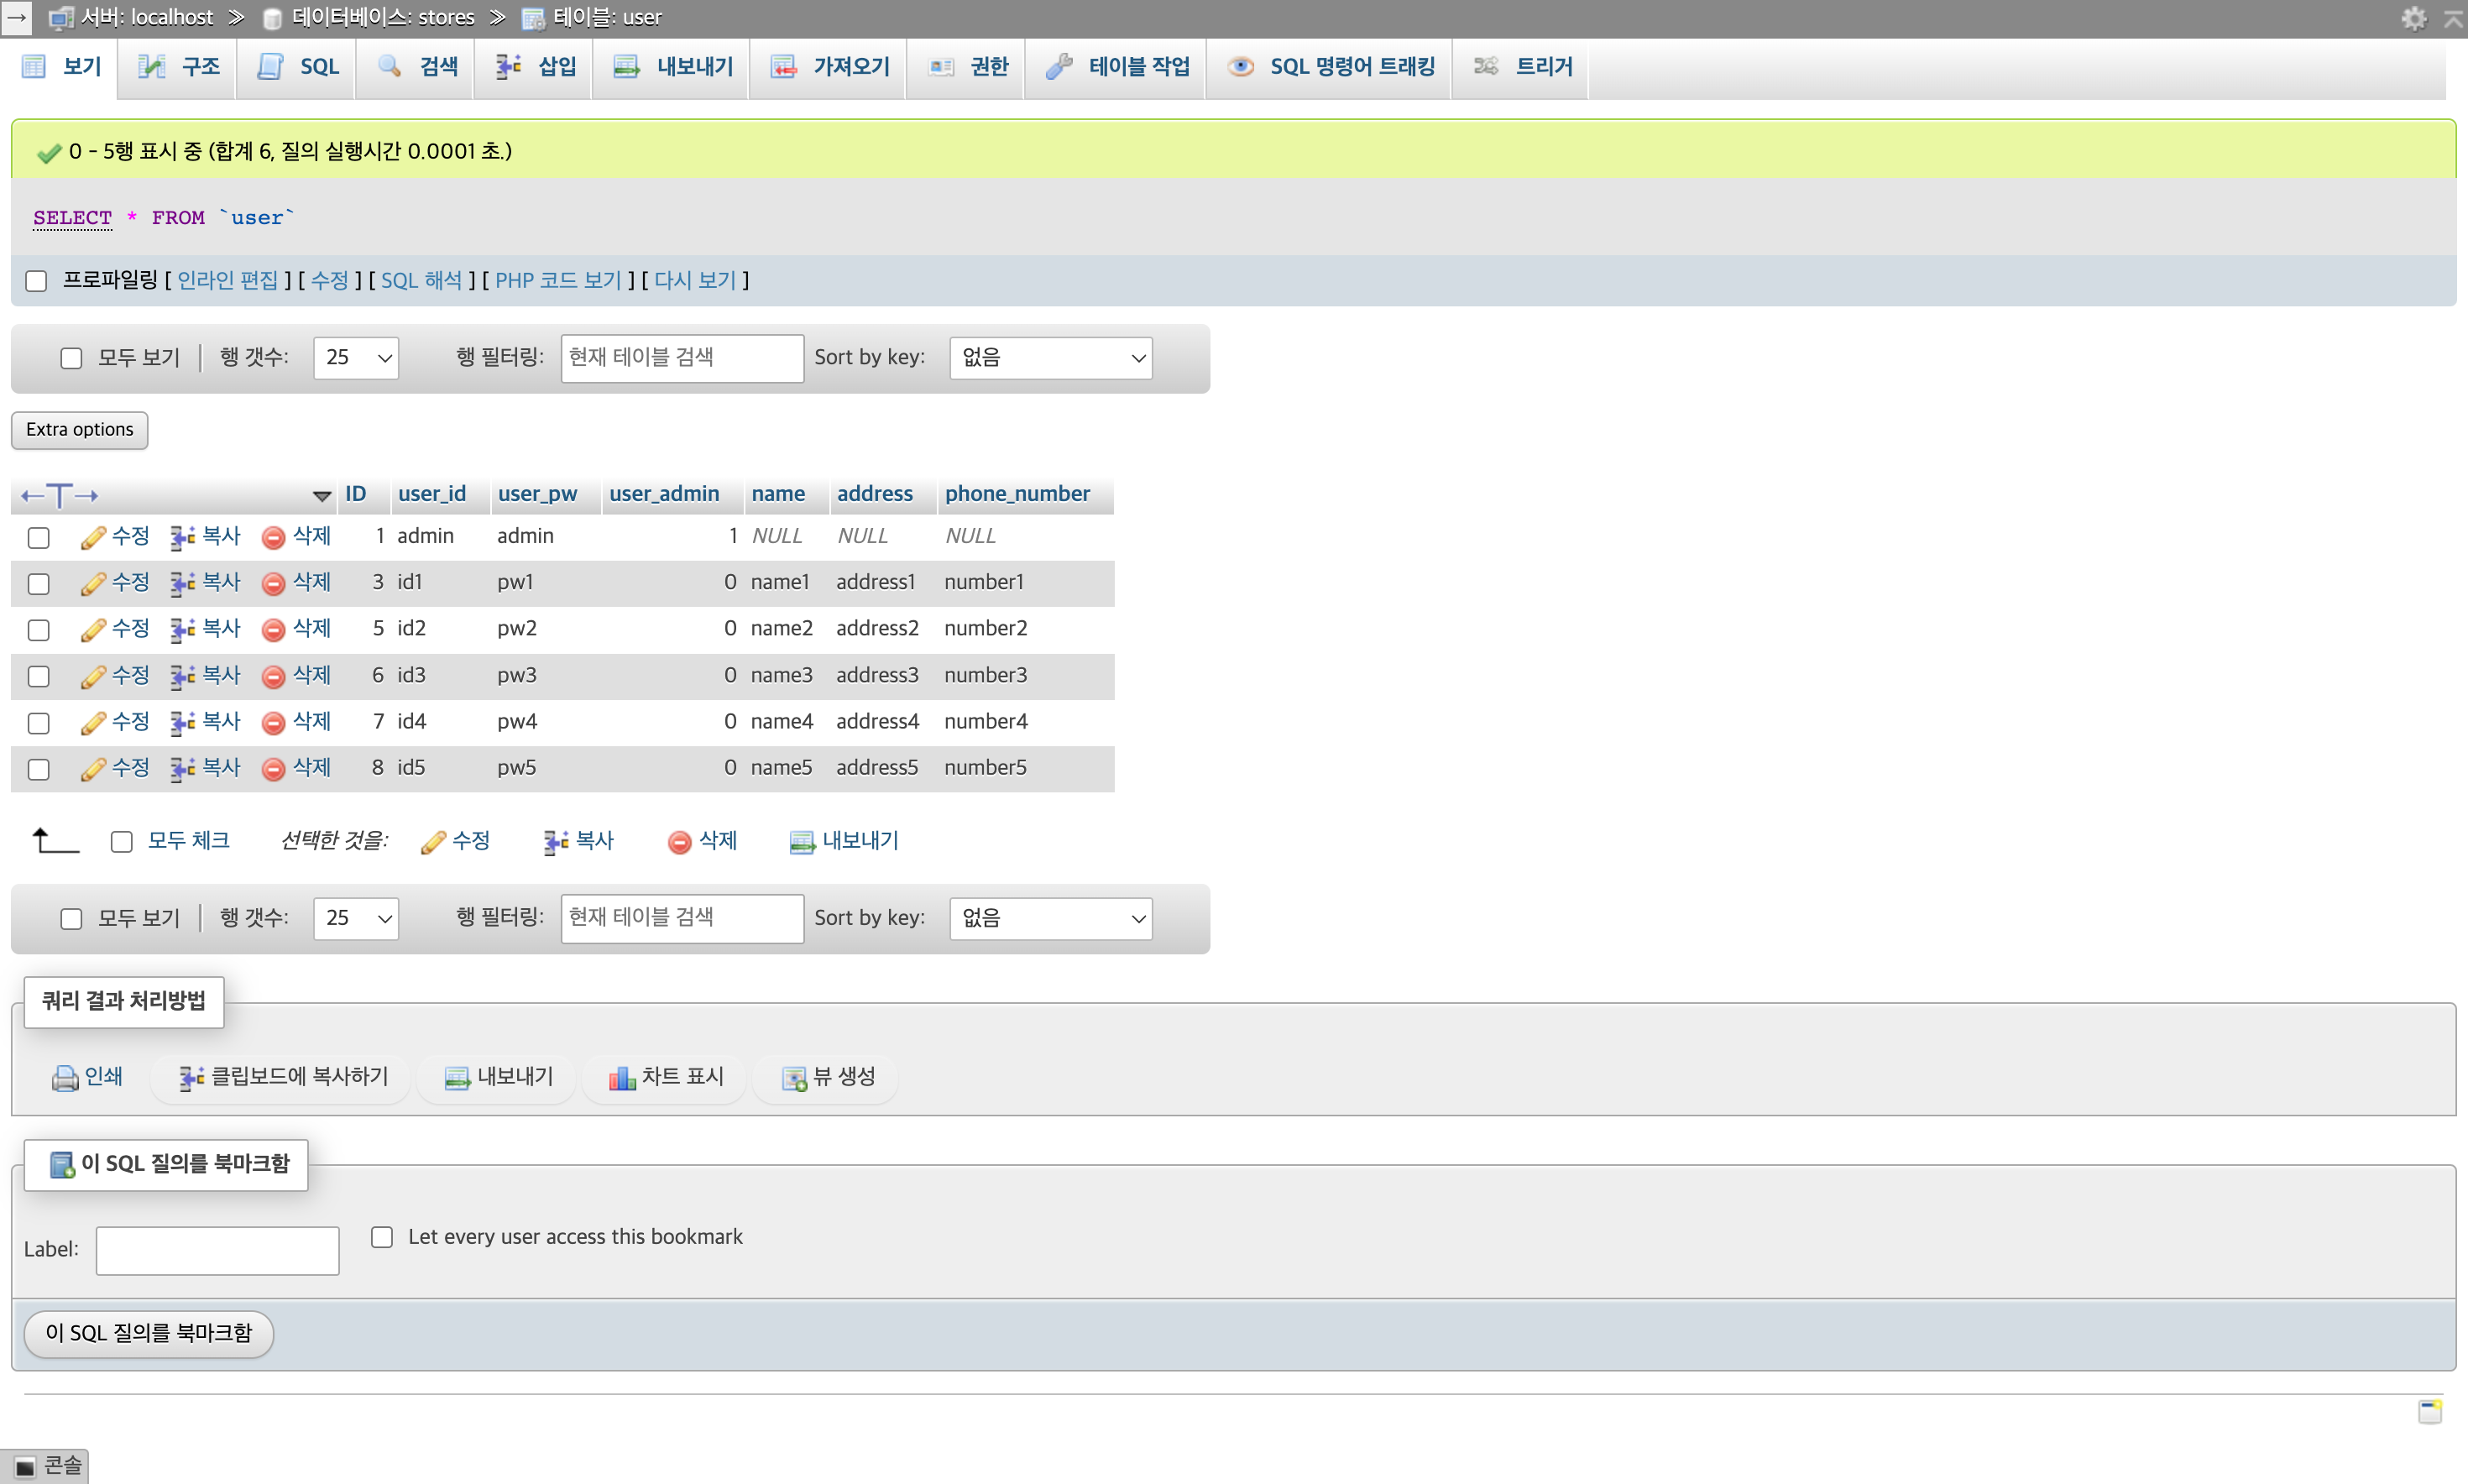 서버: localhost » 데이터베이스: stores » 테이블: user
보기 구조 SQL 검색 삽입 내보내기 가져오기 권한 테이블 작업 SQL 명령어 트래킹 트리거
0 - 5행 표시 중 (합계 6, 질의 실행시간 0.0001 초.)
SELECT * FROM `user`
프로파일링 [ 인라인 편집 ] [ 수정 ] [ SQL 해석 ] [ PHP 코드 보기 ] [ 다시 보기 ]
모두 보기 | 행 갯수: 25 행 필터링: 현재 테이블 검색 Sort by key: 없음
Extra options
←T→ ID user_id user_pw user_admin name address phone_number
수정 복사 삭제 1 admin admin 1 NULL NULL NULL
수정 복사 삭제 3 id1 pw1 0 name1 address1 number1
수정 복사 삭제 5 id2 pw2 0 name2 address2 number2
수정 복사 삭제 6 id3 pw3 0 name3 address3 number3
수정 복사 삭제 7 id4 pw4 0 name4 address4 number4
수정 복사 삭제 8 id5 pw5 0 name5 address5 number5
모두 체크 선택한 것을: 수정 복사 삭제 내보내기
모두 보기 | 행 갯수: 25 행 필터링: 현재 테이블 검색 Sort by key: 없음
쿼리 결과 처리방법
인쇄 클립보드에 복사하기 내보내기 차트 표시 뷰 생성
이 SQL 질의를 북마크함
Label: Let every user access this bookmark
이 SQL 질의를 북마크함
콘솔